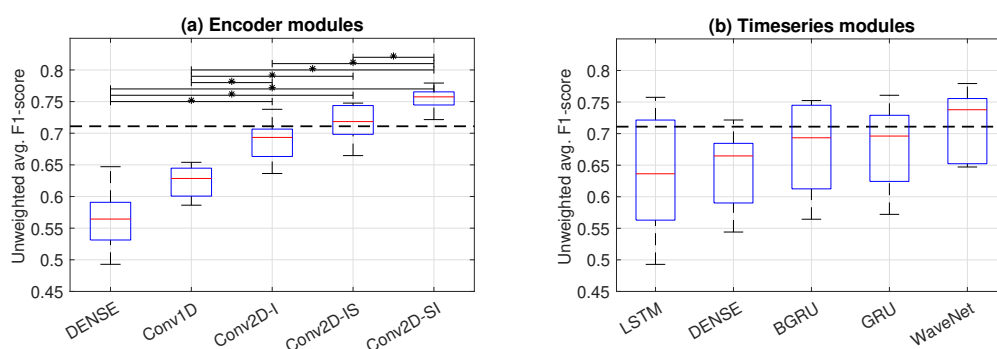 (a) Encoder modules
Unweighted avg. F1-score
0.8
0.75
0.7
0.65
0.6
0.55
0.5
0.45
* * * * * * * * *
DENSE
Conv1D
Conv2D-I
Conv2D-IS
Conv2D-SI
(b) Timeseries modules
Unweighted avg. F1-score
0.8
0.75
0.7
0.65
0.6
0.55
0.5
0.45
LSTM
DENSE
BGRU
GRU
WaveNet